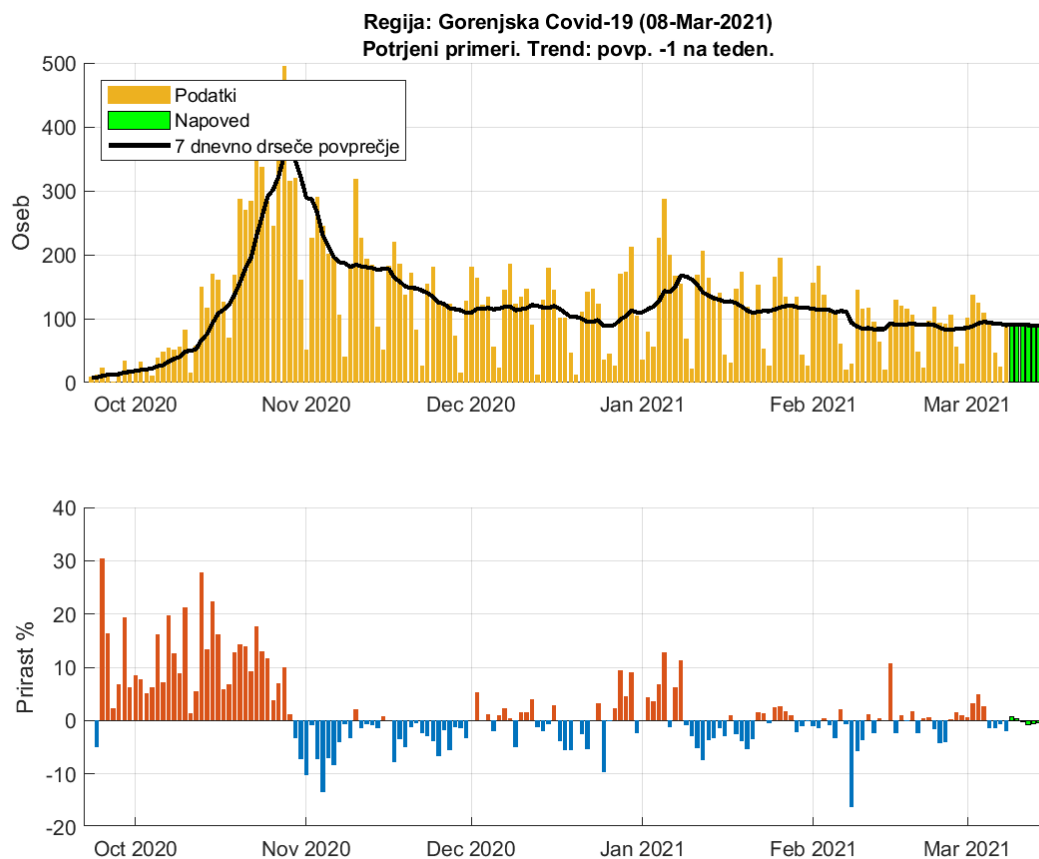 Regija: Gorenjska Covid-19 (08-Mar-2021)
Potrjeni primeri. Trend: povp. -1 na teden.
Oseb
500
400
300
200
100
0
Podatki
Napoved
7 dnevno drseče povprečje
Oct 2020 Nov 2020 Dec 2020 Jan 2021 Feb 2021 Mar 2021
Prirast %
40
30
20
10
0
-10
-20
Oct 2020 Nov 2020 Dec 2020 Jan 2021 Feb 2021 Mar 2021